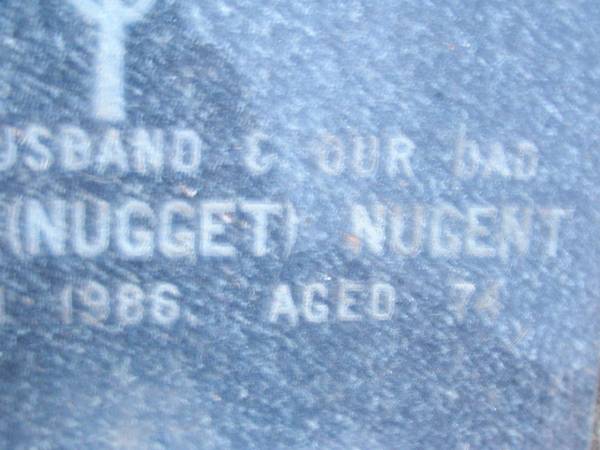 USBAND & OUR DAD
(NUGGET) NUGENT
1986. AGED 74